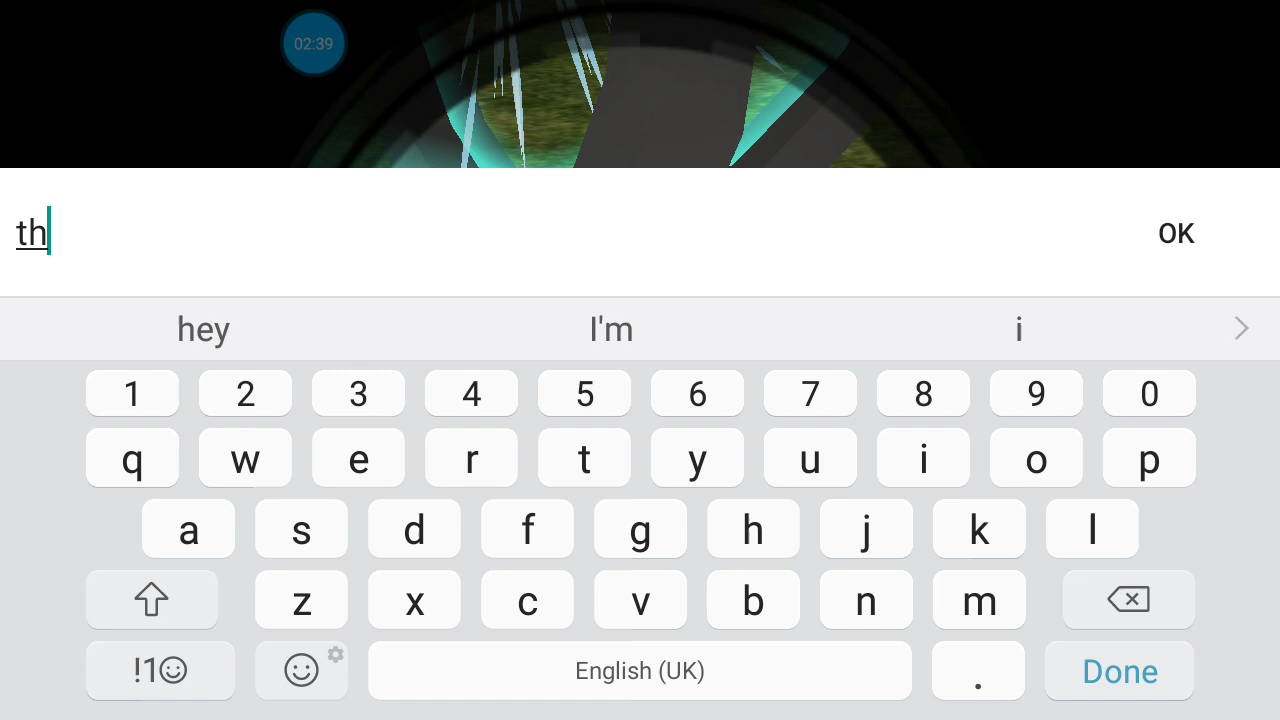 02:39
th
OK
hey I'm i
1 2 3 4 5 6 7 8 9 0
q w e r t y u i o p
a s d f g h j k l
z x c v b n m
!1☺ English (UK) . Done